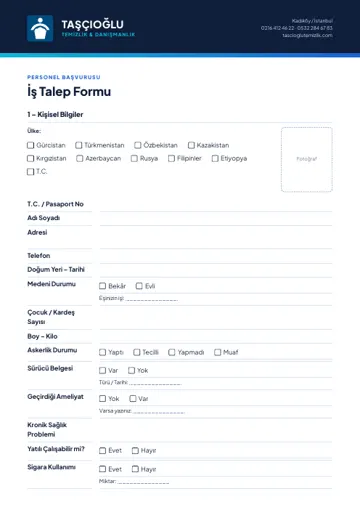 TAŞÇIOĞLU
TEMİZLİK & DANIŞMANLIK
Kadıköy / İstanbul
0216 412 46 22 · 0532 284 67 83
tascioglutemizlik.com
PERSONEL BAŞVURUSU
İş Talep Formu
1 – Kişisel Bilgiler
Ülke:
Gürcistan Türkmenistan Özbekistan Kazakistan
Kırgızistan Azerbaycan Rusya Filipinler Etiyopya
T.C.
Fotoğraf
T.C. / Pasaport No
Adı Soyadı
Adresi
Telefon
Doğum Yeri – Tarihi
Medeni Durumu
Bekâr Evli
Eşinizin işi: _______________
Çocuk / Kardeş
Sayısı
Boy – Kilo
Askerlik Durumu
Yaptı Tecilli Yapmadı Muaf
Sürücü Belgesi
Var Yok
Türü / Tarihi: _______________
Geçirdiği Ameliyat
Yok Var
Varsa yazınız: _______________
Kronik Sağlık
Problemi
Yatılı Çalışabilir mi?
Evet Hayır
Sigara Kullanımı
Evet Hayır
Miktar: _______________